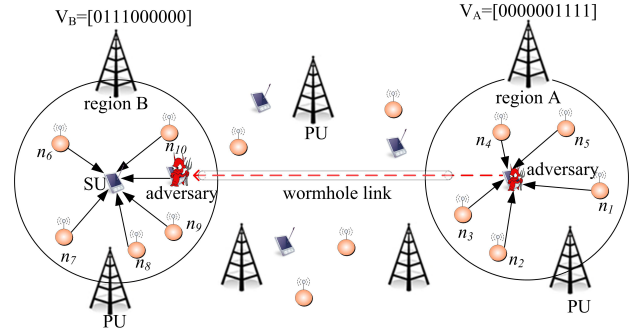 V_B=[0111000000]
V_A=[0000001111]
region B
region A
PU
n_6
n_10
n_4
n_5
SU
adversary
wormhole link
adversary
n_1
n_7
n_8
n_9
n_3
n_2
PU
PU